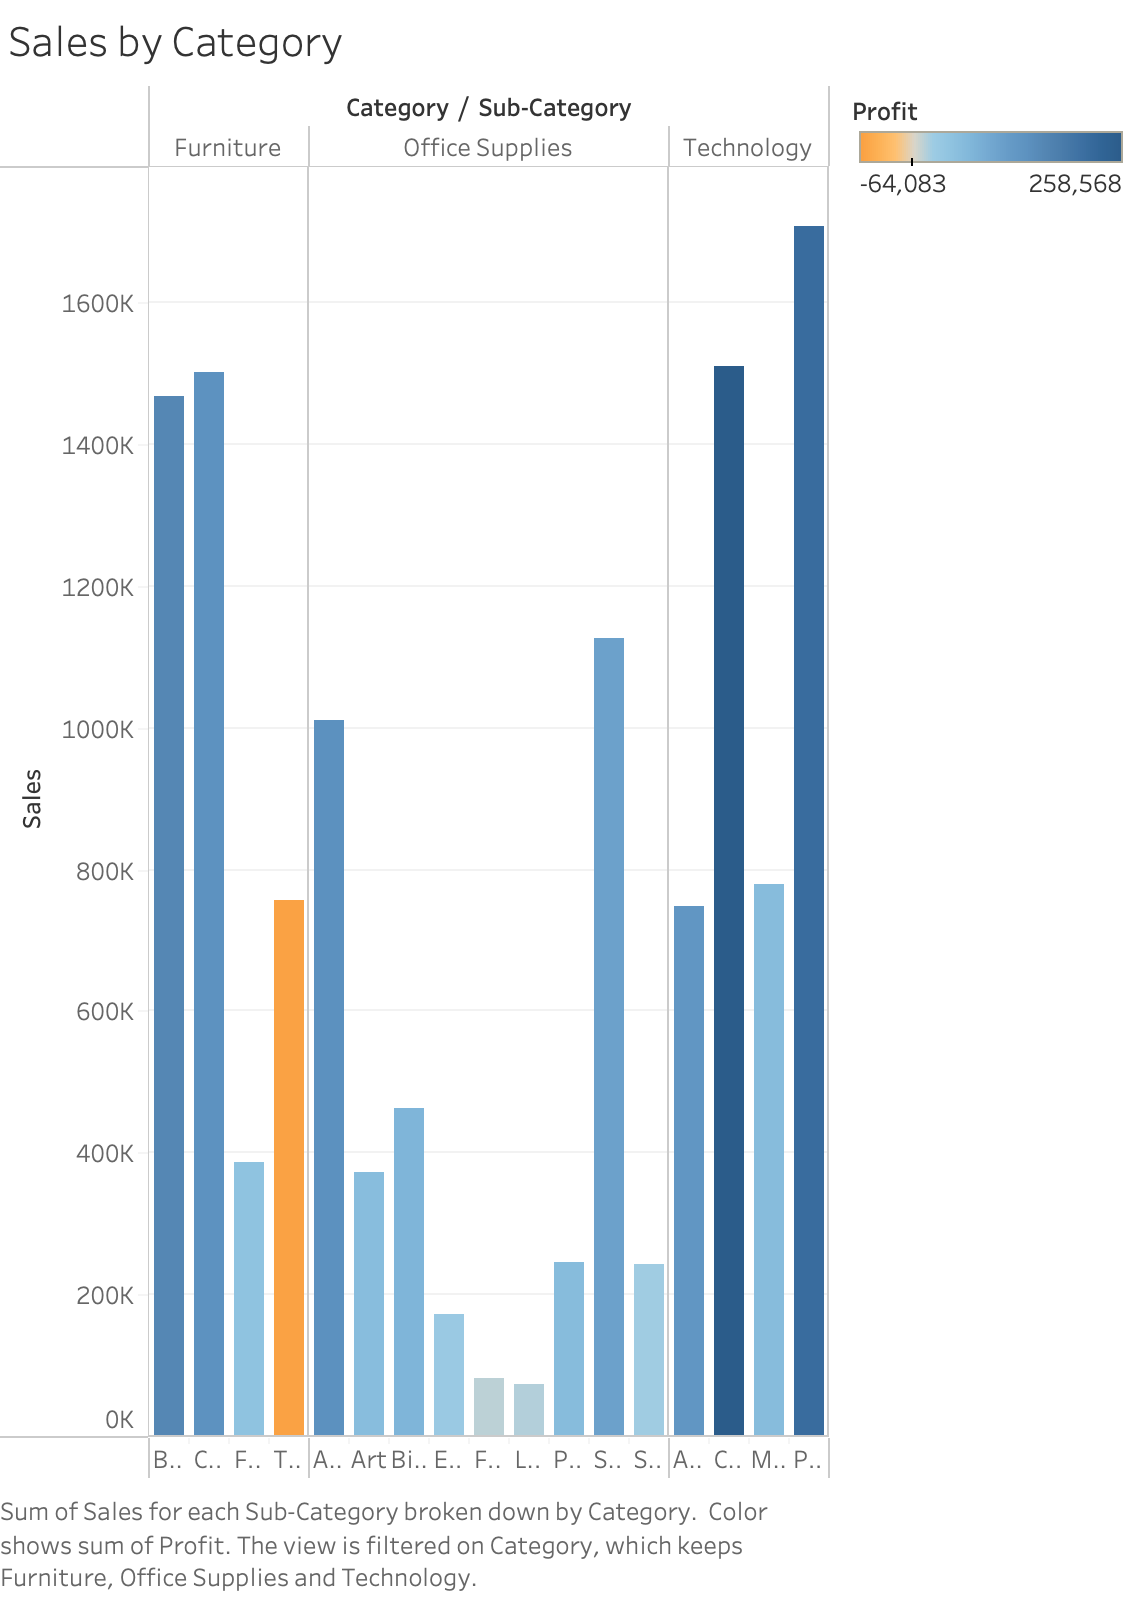 Sales by Category
Category / Sub-Category
Furniture
Office Supplies
Technology
Profit
-64,083
258,568
1600K
1400K
1200K
1000K
800K
600K
400K
200K
0K
Sales
B.. C.. F.. T.. A.. Art Bi.. E.. F.. L.. P.. S.. S.. A.. C.. M.. P..
Sum of Sales for each Sub-Category broken down by Category. Color
shows sum of Profit. The view is filtered on Category, which keeps
Furniture, Office Supplies and Technology.